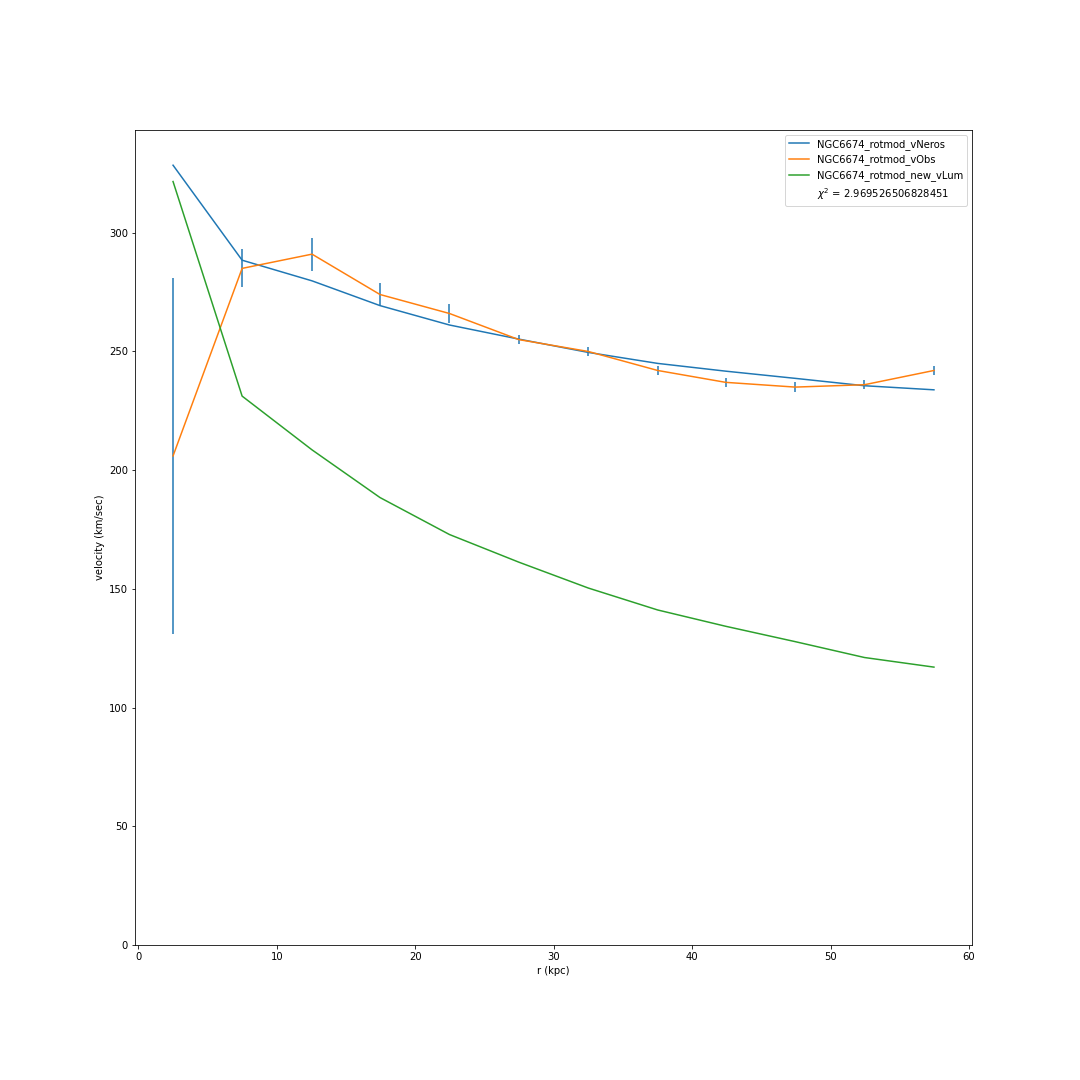 NGC6674_rotmod_vNeros
NGC6674_rotmod_vObs
NGC6674_rotmod_new_vLum
χ² = 2.969526506828451
300
250
200
150
100
50
0
velocity (km/sec)
0 10 20 30 40 50 60
r (kpc)